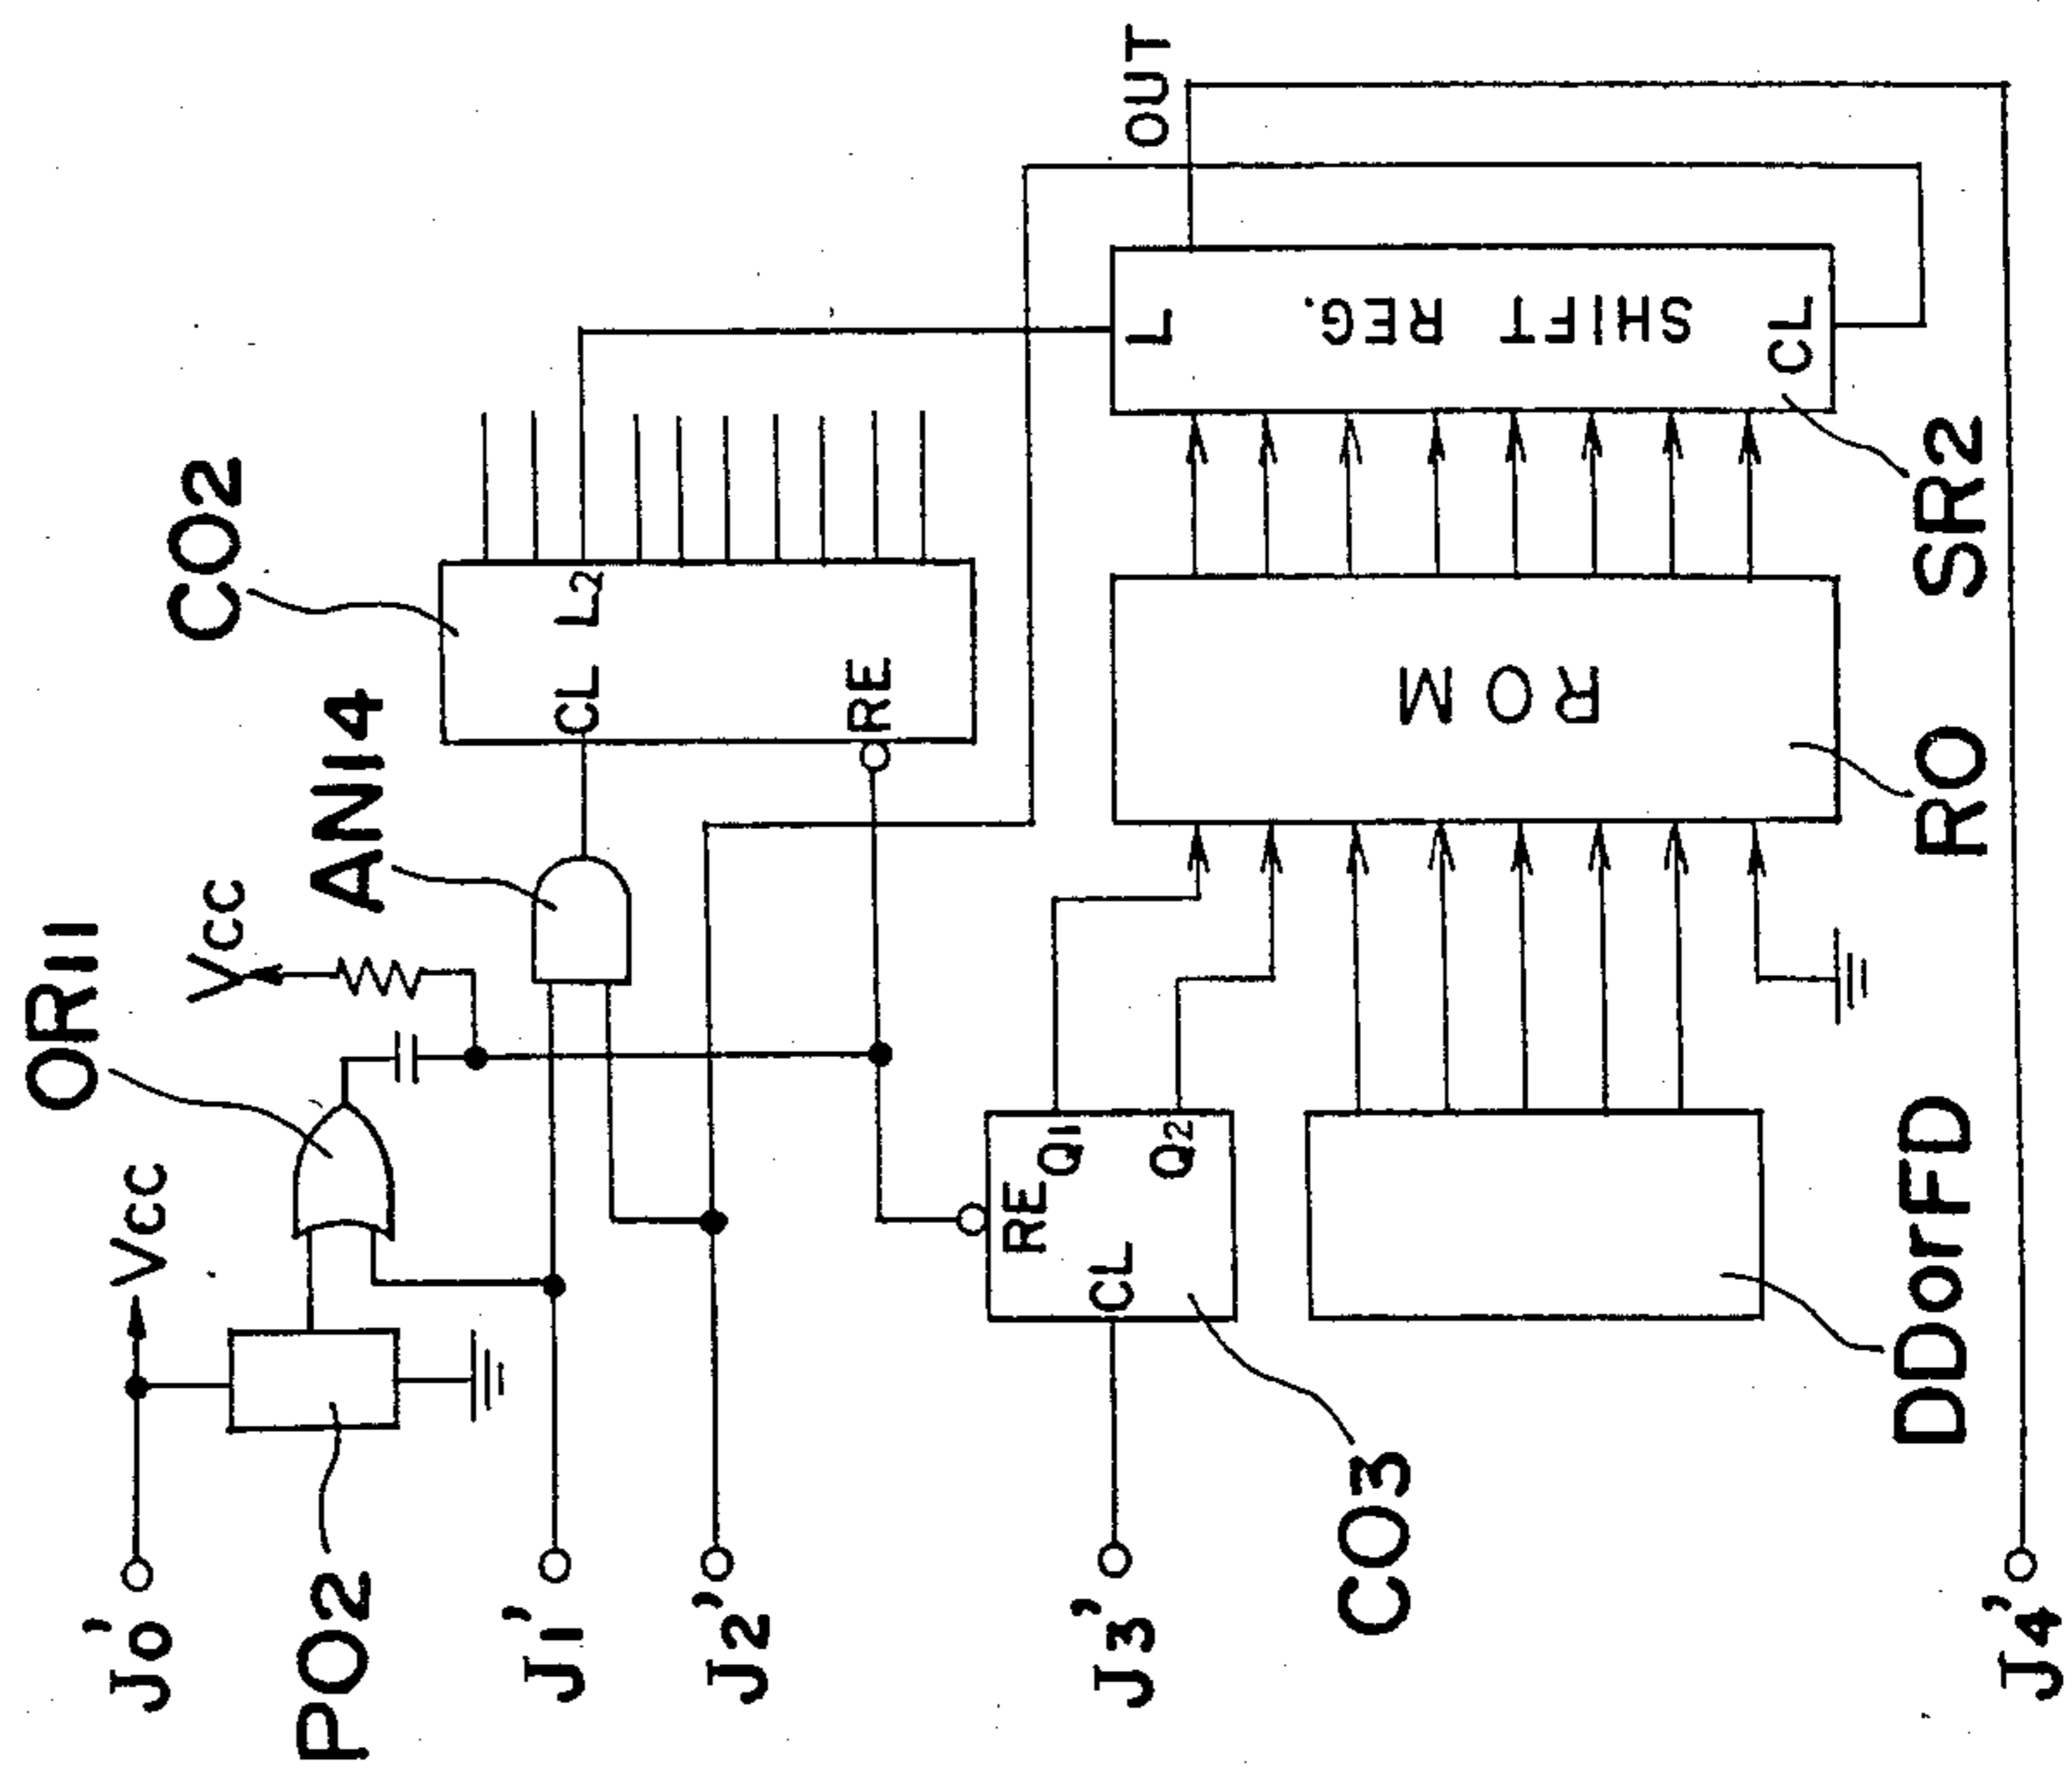 J0'
PO2
Vcc
OR11
Vcc
AN14
CO2
CL
L2
RE
J1'
J2'
J3'
CO3
RE
Q1
Q2
CL
DDorFD
ROM
RO
L
SHIFT REG.
CL
SR2
OUT
J4'